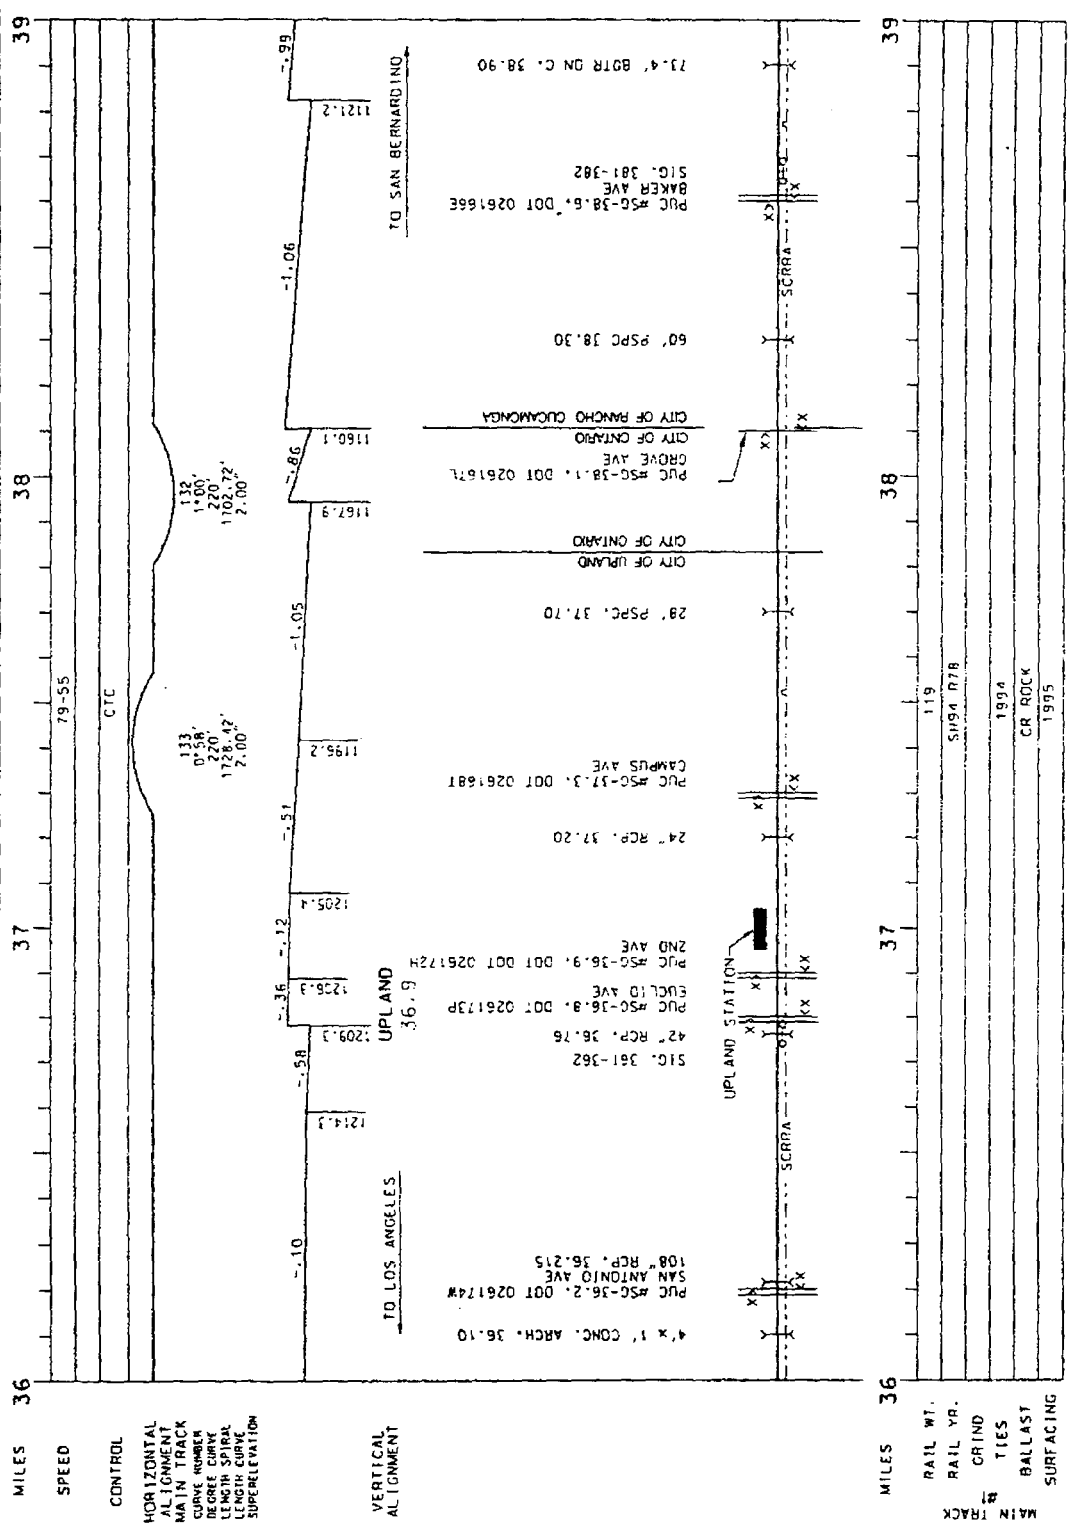 MILES
36
37
38
39
SPEED
79-55
CONTROL
CTC
HORIZONTAL
ALIGNMENT
MAIN TRACK
CURVE NUMBER
DEGREE CURVE
LENGTH SPIRAL
LENGTH CURVE
SUPERELEVATION
133
0°58'
220'
1728.42'
2.00"
132
1°00'
220'
1702.72'
2.00"
VERTICAL
ALIGNMENT
-.10
-.58
-.36
-.12
-.51
-1.05
-.86
-1.06
-.99
1214.3
1209.3
1206.3
1205.4
1195.2
1167.9
1160.1
1121.2
UPLAND
36.9
TO LOS ANGELES
TO SAN BERNARDINO
4'x 1' CONC. ARCH. 36.10
PUC #SG-36.2. DOT 026174W
SAN ANTONIO AVE
108" RCP. 36.215
SIG. 361-362
42" RCP. 36.76
PUC #SG-36.8. DOT 026173P
EUCLID AVE
PUC #SG-36.9. DOT 026172H
2ND AVE
24" RCP. 37.20
PUC #SG-37.3. DOT 026168T
CAMPUS AVE
28' PSPC. 37.70
CITY OF UPLAND
CITY OF ONTARIO
PUC #SG-38.1. DOT 026167L
GROVE AVE
CITY OF ONTARIO
CITY OF RANCHO CUCAMONGA
60' PSPC 38.30
PUC #SG-38.6. DOT 026166E
BAKER AVE
SIG. 381-382
73.4' BDTR ON C. 38.90
UPLAND STATION
SCRRA
SCRRA
MILES
36
37
38
39
MAIN TRACK
#1
RAIL WT.
119
RAIL YR.
SW94 R78
GRIND
TIES
1994
BALLAST
CR ROCK
SURFACING
1995